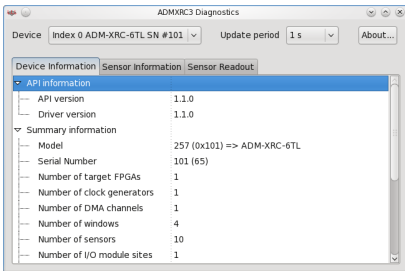 ADMXRC3 Diagnostics
Device Index 0 ADM-XRC-6TL SN #101 Update period 1 s About...
Device Information Sensor Information Sensor Readout
API information
API version 1.1.0
Driver version 1.1.0
Summary information
Model 257 (0x101) => ADM-XRC-6TL
Serial Number 101 (65)
Number of target FPGAs 1
Number of clock generators 1
Number of DMA channels 1
Number of windows 4
Number of sensors 10
Number of I/O module sites 1